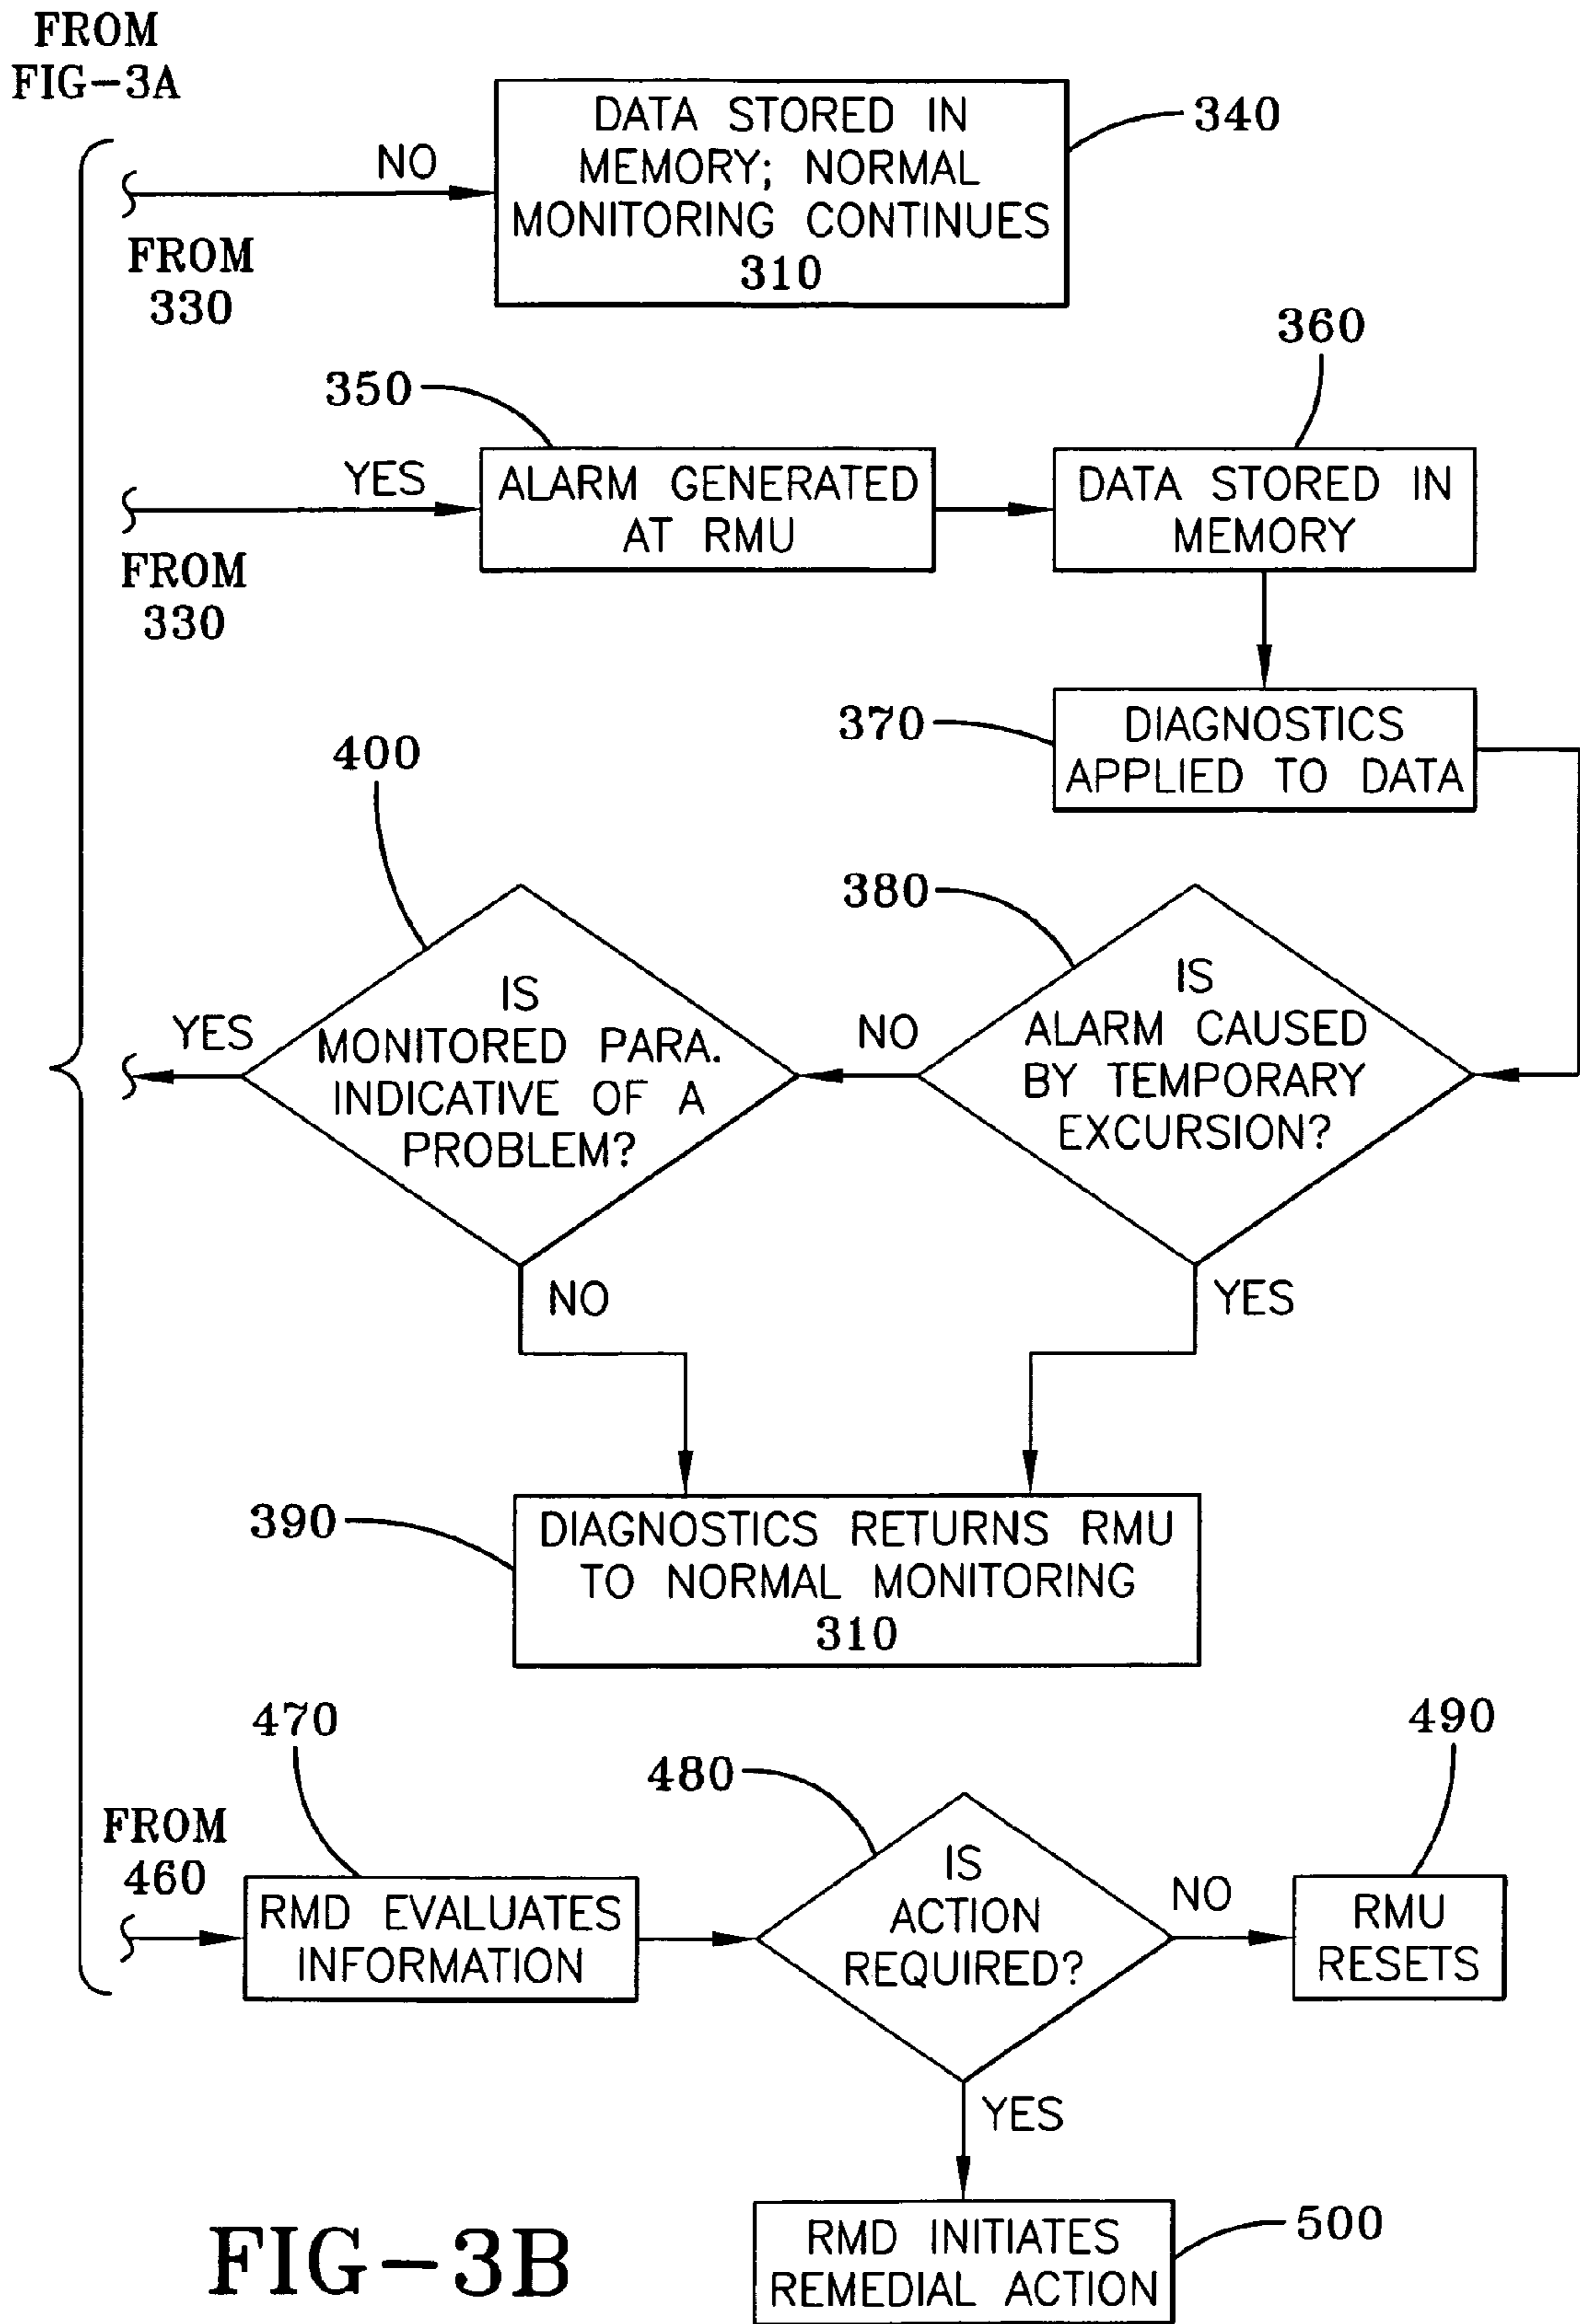 FROM
FIG-3A
DATA STORED IN
MEMORY; NORMAL
MONITORING CONTINUES
310
340
NO
FROM
330
360
350
YES
ALARM GENERATED
AT RMU
DATA STORED IN
MEMORY
FROM
330
370
DIAGNOSTICS
APPLIED TO DATA
400
380
IS
MONITORED PARA.
INDICATIVE OF A
PROBLEM?
YES
NO
IS
ALARM CAUSED
BY TEMPORARY
EXCURSION?
NO
YES
390
DIAGNOSTICS RETURNS RMU
TO NORMAL MONITORING
310
470
480
490
FROM
460
RMD EVALUATES
INFORMATION
IS
ACTION
REQUIRED?
NO
RMU
RESETS
YES
RMD INITIATES
REMEDIAL ACTION
500
FIG-3B